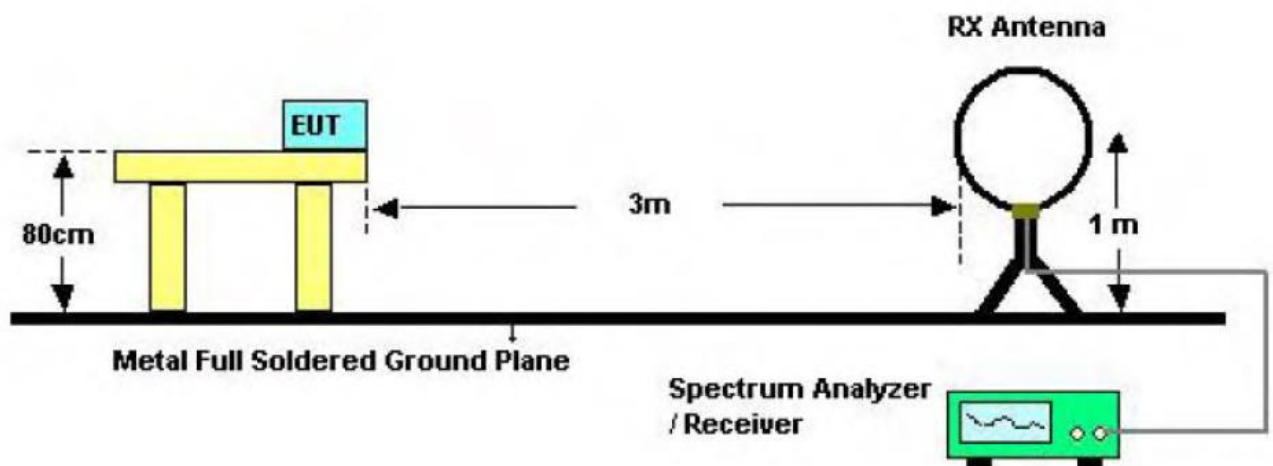 RX Antenna
EUT
80cm
3m
1 m
Metal Full Soldered Ground Plane
Spectrum Analyzer
/ Receiver